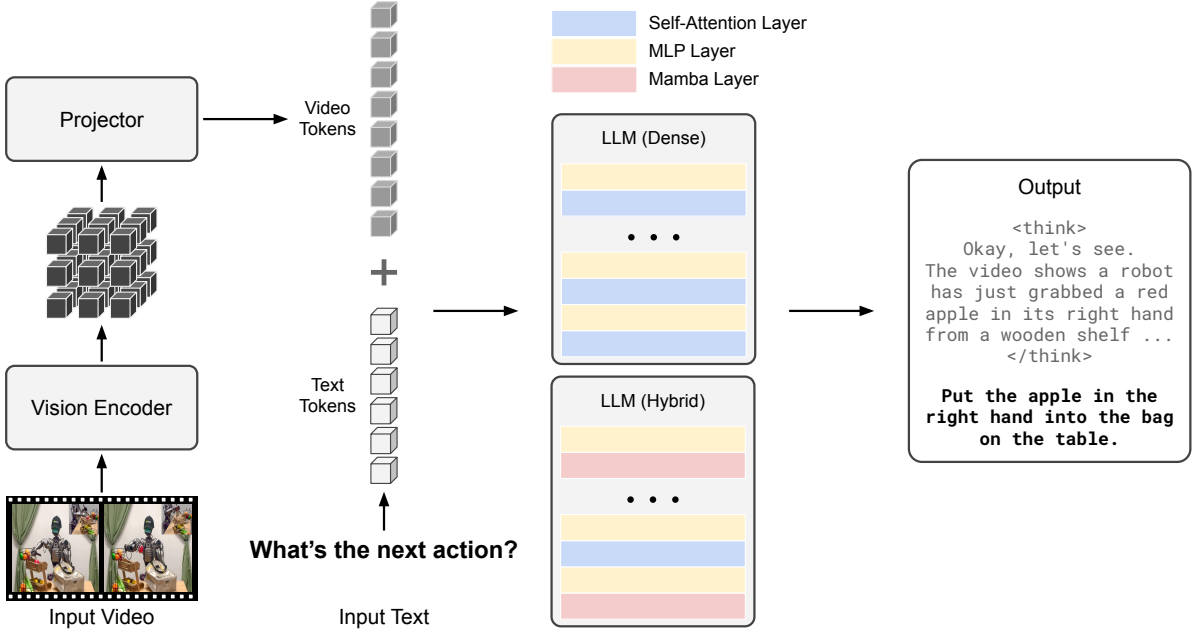 Self-Attention Layer
MLP Layer
Mamba Layer
Projector
Video
Tokens
LLM (Dense)
• • •
Output
<think>
Okay, let's see.
The video shows a robot
has just grabbed a red
apple in its right hand
from a wooden shelf ...
</think>
Put the apple in the
right hand into the bag
on the table.
+
Vision Encoder
Text
Tokens
LLM (Hybrid)
• • •
What's the next action?
Input Video
Input Text